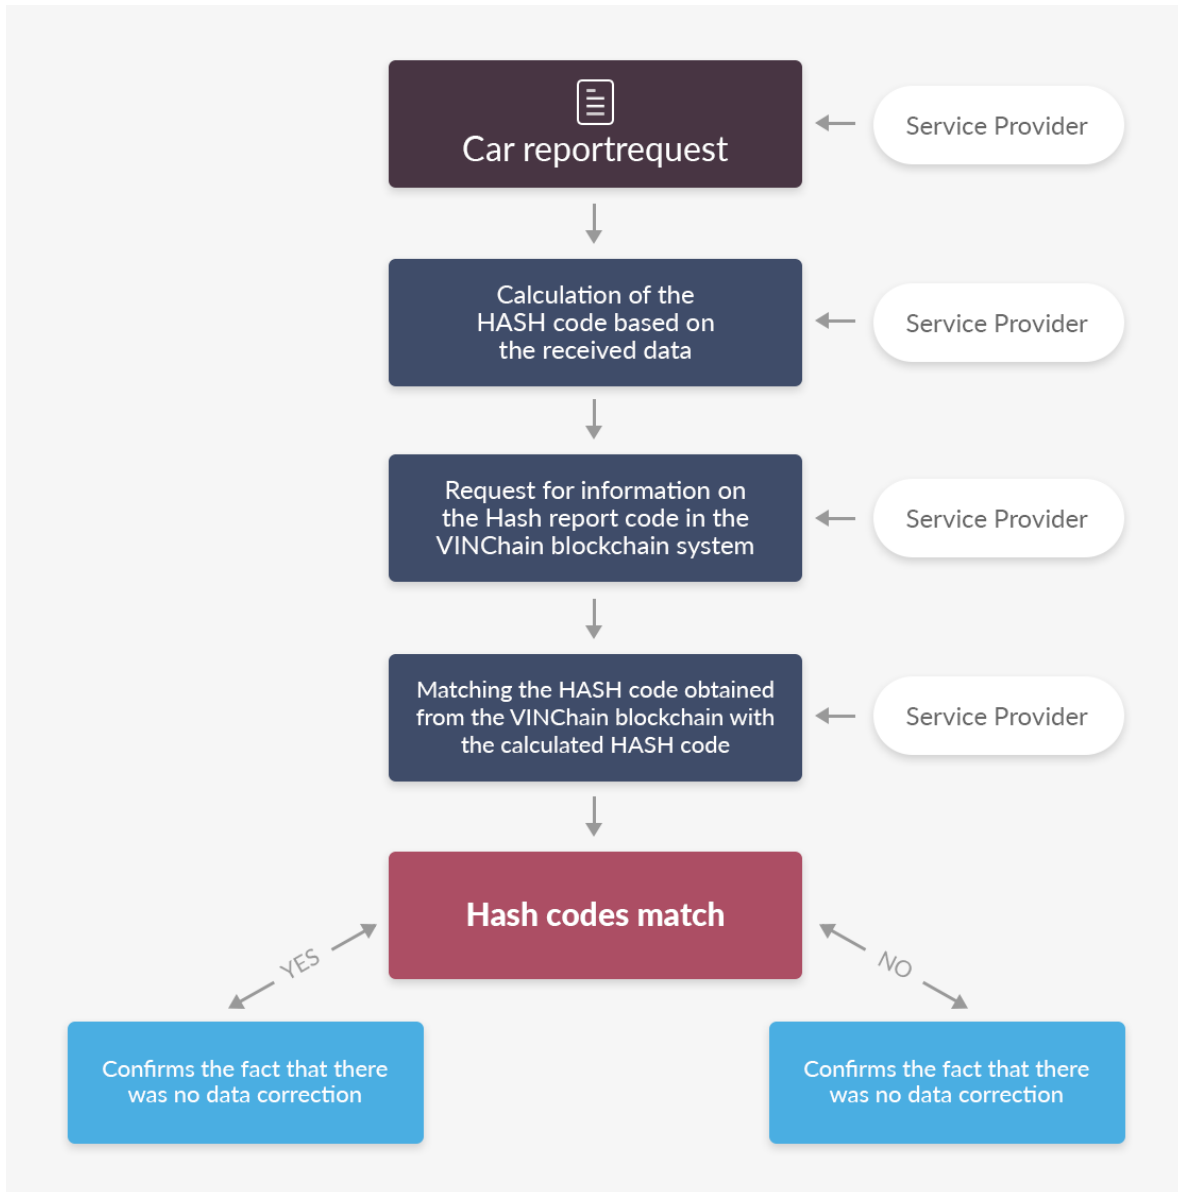 Car reportrequest
Service Provider
Calculation of the
HASH code based on
the received data
Service Provider
Request for information on
the Hash report code in the
VINChain blockchain system
Service Provider
Matching the HASH code obtained
from the VINChain blockchain with
the calculated HASH code
Service Provider
Hash codes match
YES
NO
Confirms the fact that there
was no data correction
Confirms the fact that there
was no data correction